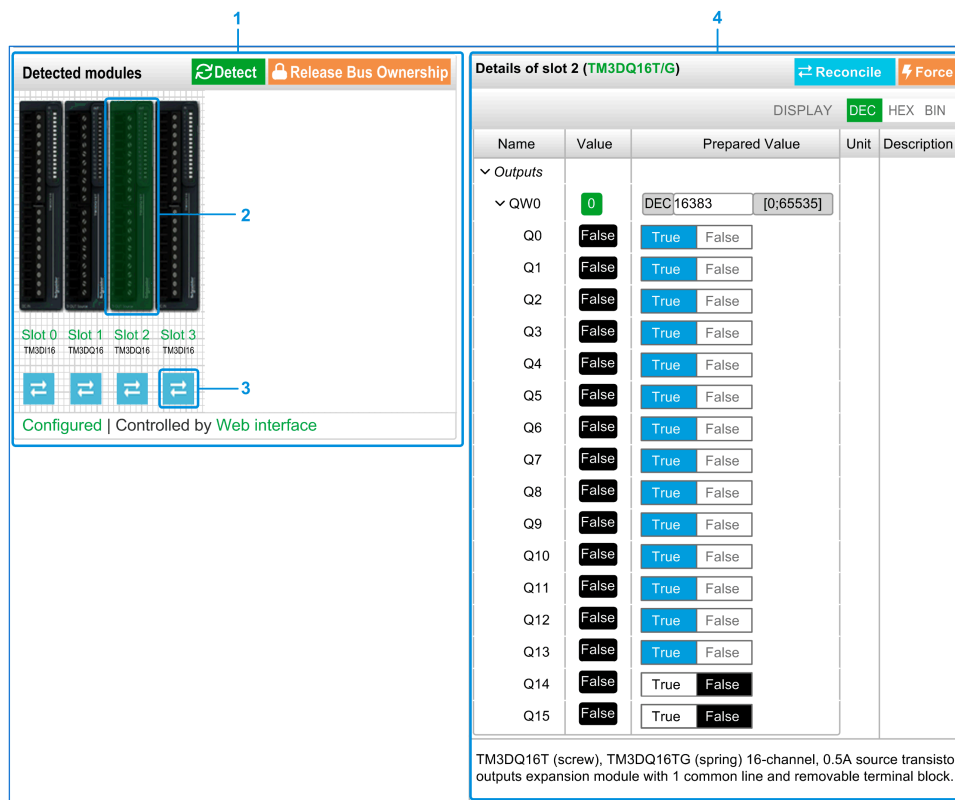 1
4
Detected modules
Detect
Release Bus Ownership
2
Slot 0 Slot 1 Slot 2 Slot 3
TM3DI16 TM3DQ16 TM3DQ16 TM3DI16
3
Configured | Controlled by Web interface
Details of slot 2 (TM3DQ16T/G)
Reconcile
Force
DISPLAY DEC HEX BIN
Name Value Prepared Value Unit Description
Outputs
QW0 0 DEC 16383 [0;65535]
Q0 False True False
Q1 False True False
Q2 False True False
Q3 False True False
Q4 False True False
Q5 False True False
Q6 False True False
Q7 False True False
Q8 False True False
Q9 False True False
Q10 False True False
Q11 False True False
Q12 False True False
Q13 False True False
Q14 False True False
Q15 False True False
TM3DQ16T (screw), TM3DQ16TG (spring) 16-channel, 0.5A source transisto
outputs expansion module with 1 common line and removable terminal block.